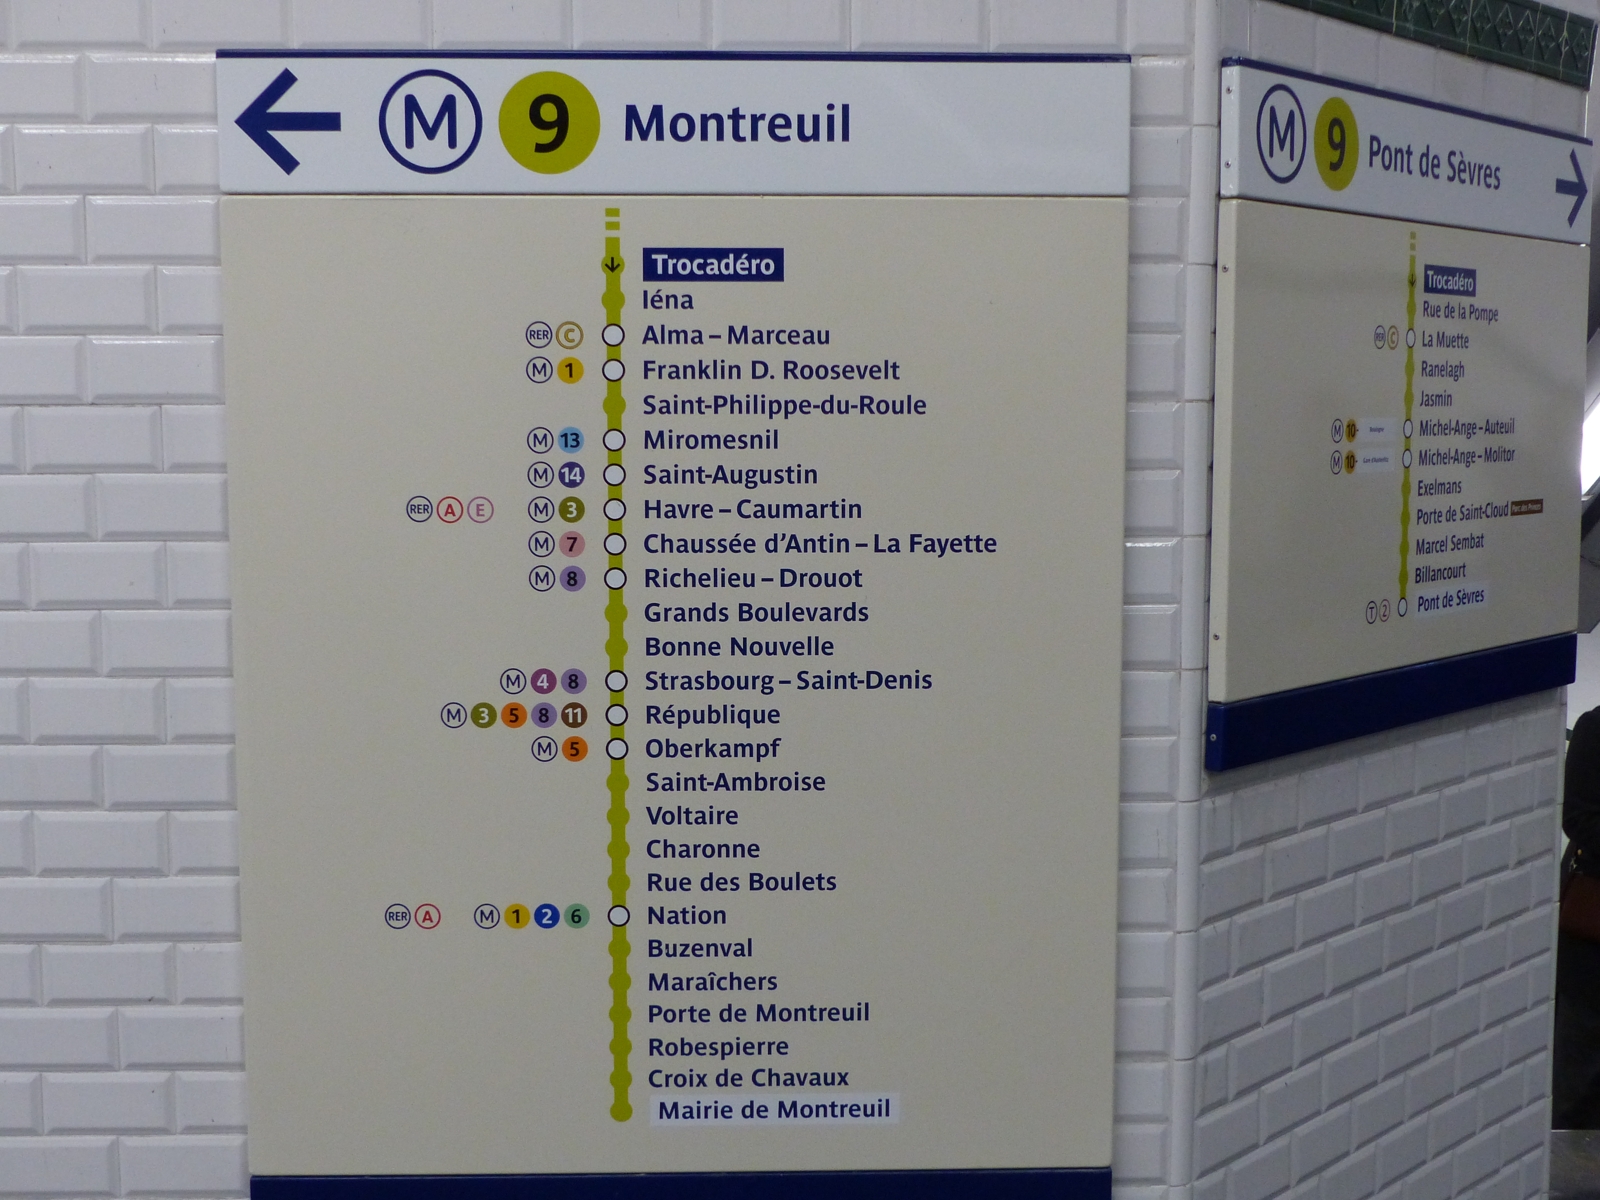 M 9 Montreuil
Trocadéro
Iéna
RER C Alma – Marceau
M 1 Franklin D. Roosevelt
Saint-Philippe-du-Roule
M 13 Miromesnil
M 14 Saint-Augustin
RER A E M 3 Havre – Caumartin
M 7 Chaussée d'Antin – La Fayette
M 8 Richelieu – Drouot
Grands Boulevards
Bonne Nouvelle
M 4 8 Strasbourg – Saint-Denis
M 3 5 8 11 République
M 5 Oberkampf
Saint-Ambroise
Voltaire
Charonne
Rue des Boulets
RER A M 1 2 6 Nation
Buzenval
Maraîchers
Porte de Montreuil
Robespierre
Croix de Chavaux
Mairie de Montreuil
M 9 Pont de Sèvres
Trocadéro
Rue de la Pompe
RER C La Muette
Ranelagh
Jasmin
M 10 Michel-Ange – Auteuil
M 10 Michel-Ange – Molitor
Exelmans
Porte de Saint-Cloud
Marcel Sembat
Billancourt
T 2 Pont de Sèvres